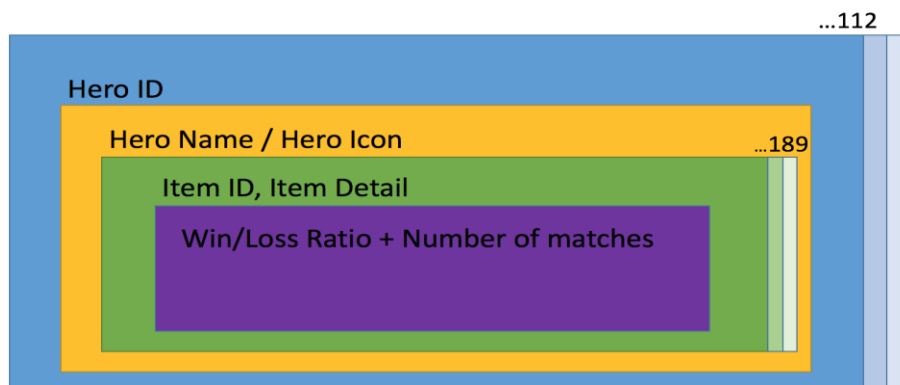 ...112
Hero ID
Hero Name / Hero Icon
...189
Item ID, Item Detail
Win/Loss Ratio + Number of matches